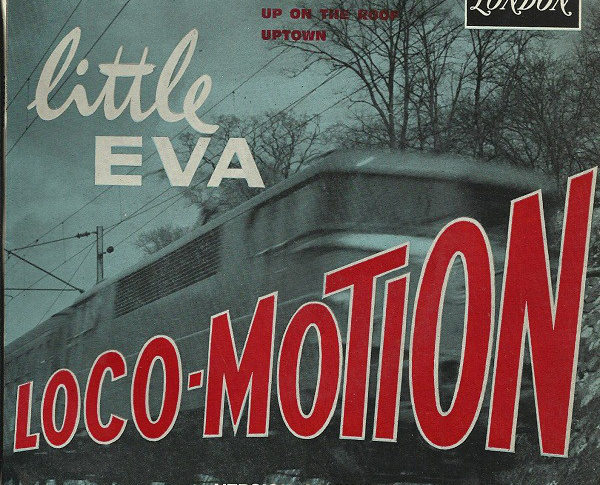 LONDON
UP ON THE ROOF
UPTOWN
little
EVA
LOCO-MOTION